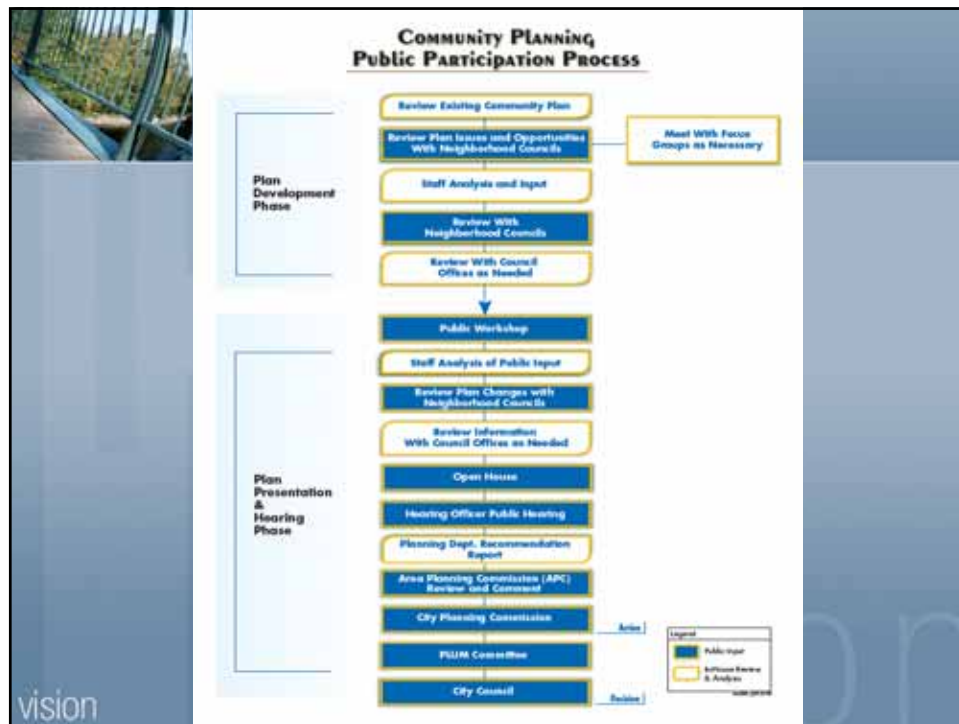 Community Planning
Public Participation Process
Review Existing Community Plan
Review Plan Issues and Opportunities
With Neighborhood Councils
Meet With Focus
Groups as Necessary
Plan
Development
Phase
Staff Analysis and Input
Review With
Neighborhood Councils
Review With Council
Offices as Needed
Public Workshop
Staff Analysis of Public Input
Review Plan Changes with
Neighborhood Councils
Review Information
With Council Offices as Needed
Plan
Presentation
&
Hearing
Phase
Open House
Hearing Officer Public Hearing
Planning Dept. Recommendation
Report
Area Planning Commission (APC)
Review and Comment
City Planning Commission
Action
PLUM Committee
City Council
Decision
Legend
Public Input
In-House Review
& Analysis
vision